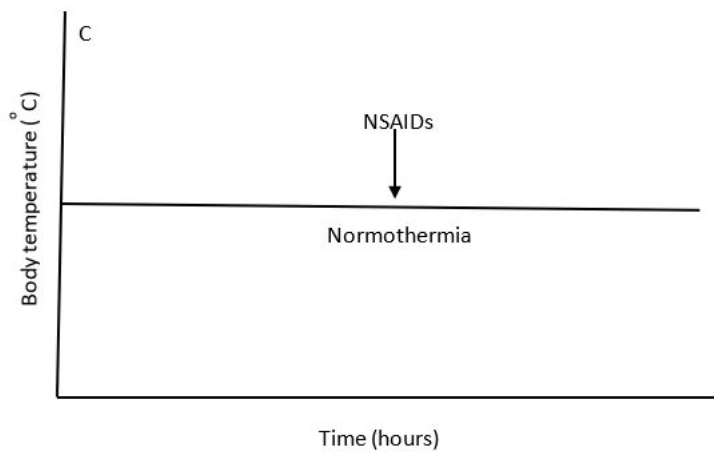 C
NSAIDs
Normothermia
Body temperature (°C)
Time (hours)